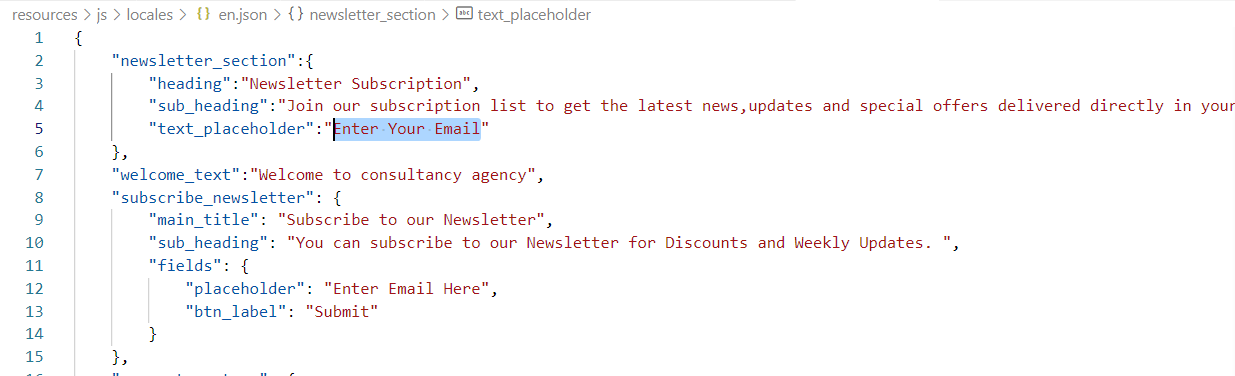 resources > js > locales > {} en.json > {} newsletter_section > abc text_placeholder
1 {
2 "newsletter_section":{
3 "heading":"Newsletter Subscription",
4 "sub_heading":"Join our subscription list to get the latest news,updates and special offers delivered directly in your
5 "text_placeholder":"Enter Your Email"
6 },
7 "welcome_text":"Welcome to consultancy agency",
8 "subscribe_newsletter": {
9 "main_title": "Subscribe to our Newsletter",
10 "sub_heading": "You can subscribe to our Newsletter for Discounts and Weekly Updates. ",
11 "fields": {
12 "placeholder": "Enter Email Here",
13 "btn_label": "Submit"
14 }
15 },